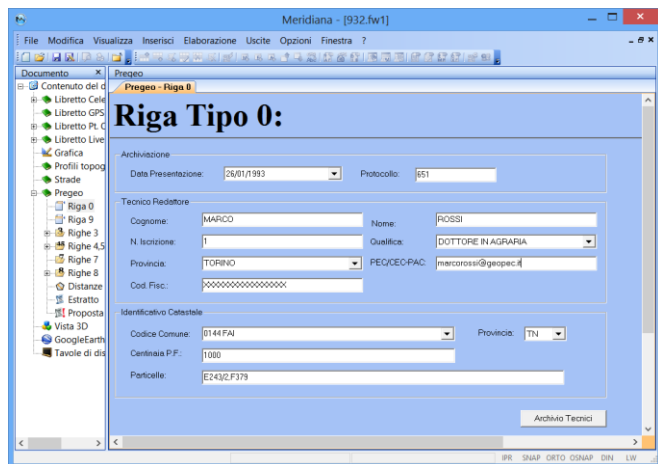 Meridiana - [932.fw1]
File Modifica Visualizza Inserisci Elaborazione Uscite Opzioni Finestra ?
Documento
Pregeo
Contenuto del d
Pregeo - Riga 0
Libretto Cele
Libretto GPS
Libretto Pt. C
Libretto Live
Grafica
Profili topog
Strade
Pregeo
Riga 0
Riga 9
Righe 3
Righe 4,5
Righe 7
Righe 8
Distanze
Estratto
Proposta
Vista 3D
GoogleEarth
Tavole di dis
Riga Tipo 0:
Archiviazione
Data Presentazione: 26/01/1993 Protocollo: 651
Tecnico Redattore
Cognome: MARCO Nome: ROSSI
N. Iscrizione: 1 Qualifica: DOTTORE IN AGRARIA
Provincia: TORINO PEC/CEC-PAC: marcorossi@geopec.it
Cod. Fisc.: XXXXXXXXXXXXXXXX
Identificativo Catastale
Codice Comune: 0144 FAI Provincia: TN
Centinaia P.F.: 1000
Particelle: E243/2,F379
Archivio Tecnici
IPR SNAP ORTO OSNAP DIN LW